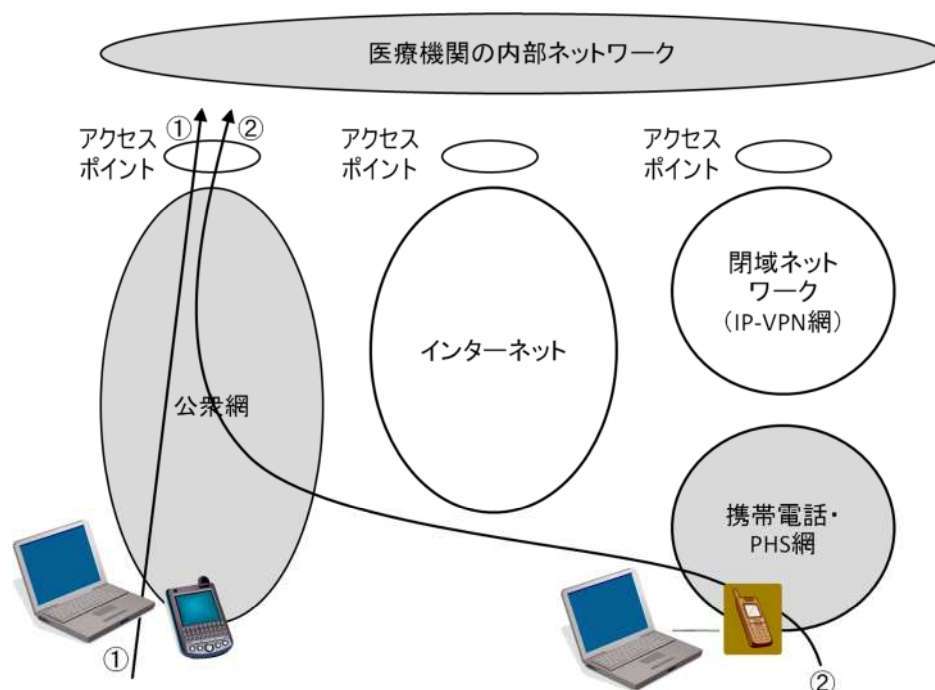 医療機関の内部ネットワーク
① ②
アクセス
ポイント
アクセス
ポイント
アクセス
ポイント
閉域ネット
ワーク
（IP-VPN網）
インターネット
公衆網
携帯電話・
PHS網
①
②